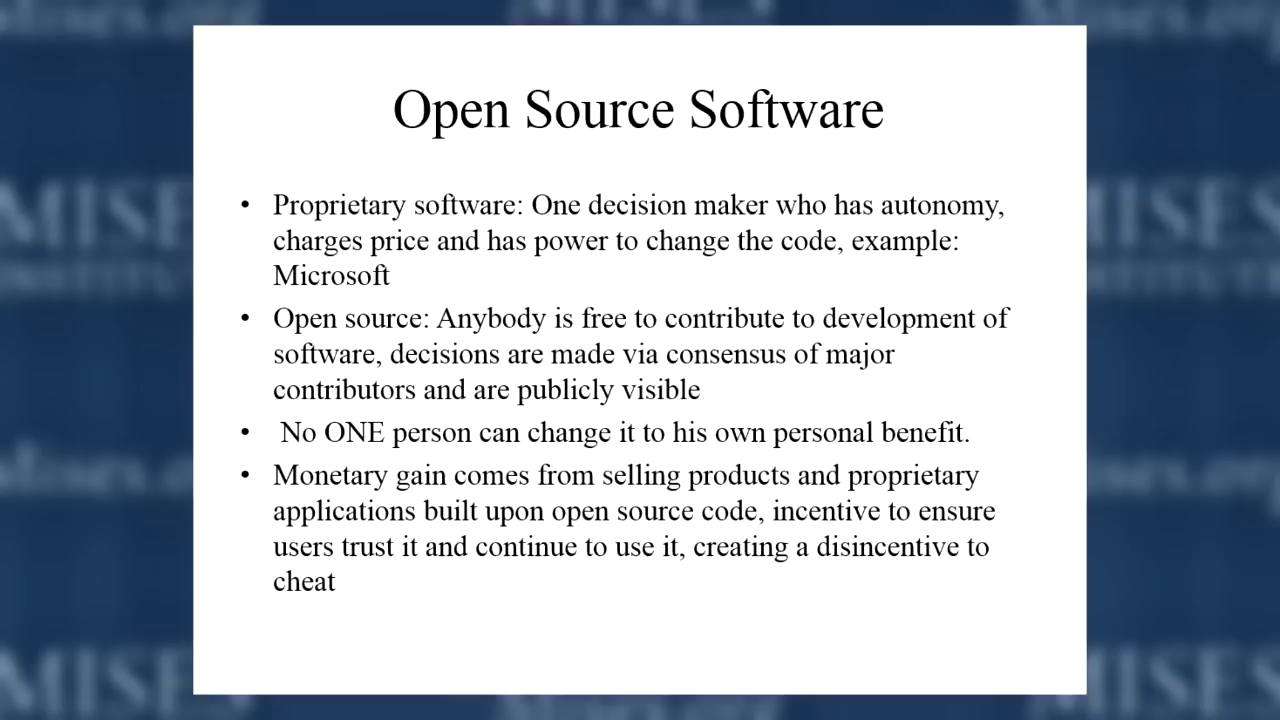 Open Source Software
• Proprietary software: One decision maker who has autonomy,
charges price and has power to change the code, example:
Microsoft
• Open source: Anybody is free to contribute to development of
software, decisions are made via consensus of major
contributors and are publicly visible
• No ONE person can change it to his own personal benefit.
• Monetary gain comes from selling products and proprietary
applications built upon open source code, incentive to ensure
users trust it and continue to use it, creating a disincentive to
cheat